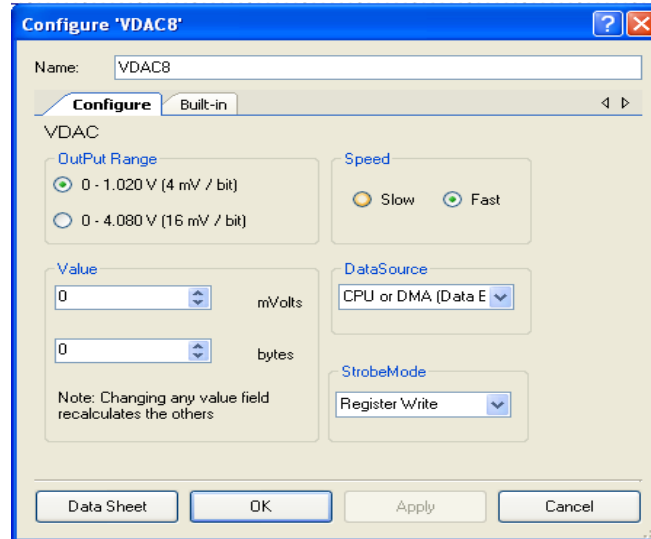 Configure 'VDAC8'
Name: VDAC8
Configure Built-in
VDAC
OutPut Range
0 - 1.020 V (4 mV / bit)
0 - 4.080 V (16 mV / bit)
Speed
Slow Fast
Value
0 mVolts
0 bytes
Note: Changing any value field
recalculates the others
DataSource
CPU or DMA (Data B
StrobeMode
Register Write
Data Sheet OK Apply Cancel